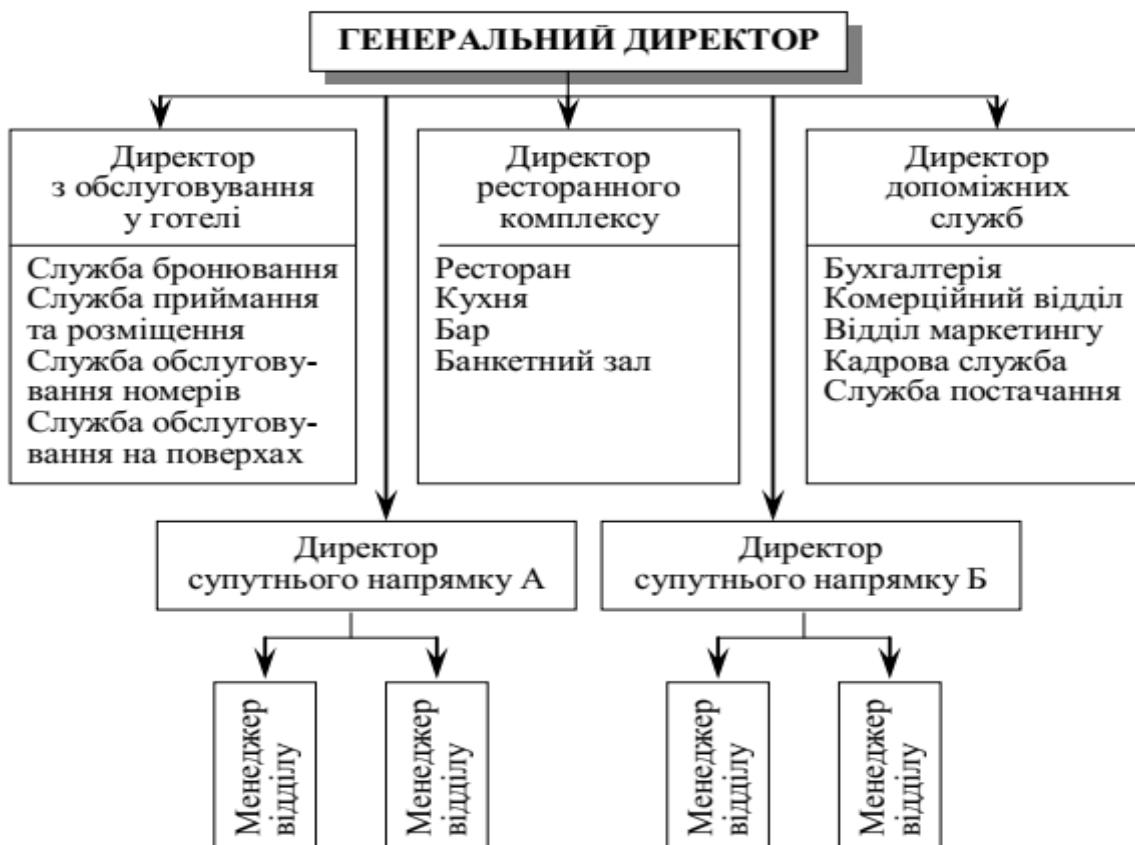 ГЕНЕРАЛЬНИЙ ДИРЕКТОР
Директор
з обслуговування
у готелі
Служба бронювання
Служба приймання
та розміщення
Служба обслугову-
вання номерів
Служба обслугову-
вання на поверхах
Директор
ресторанного
комплексу
Ресторан
Кухня
Бар
Банкетний зал
Директор
допоміжних
служб
Бухгалтерія
Комерційний відділ
Відділ маркетингу
Кадрова служба
Служба постачання
Директор
супутнього напрямку А
Директор
супутнього напрямку Б
Менеджер
відділу
Менеджер
відділу
Менеджер
відділу
Менеджер
відділу